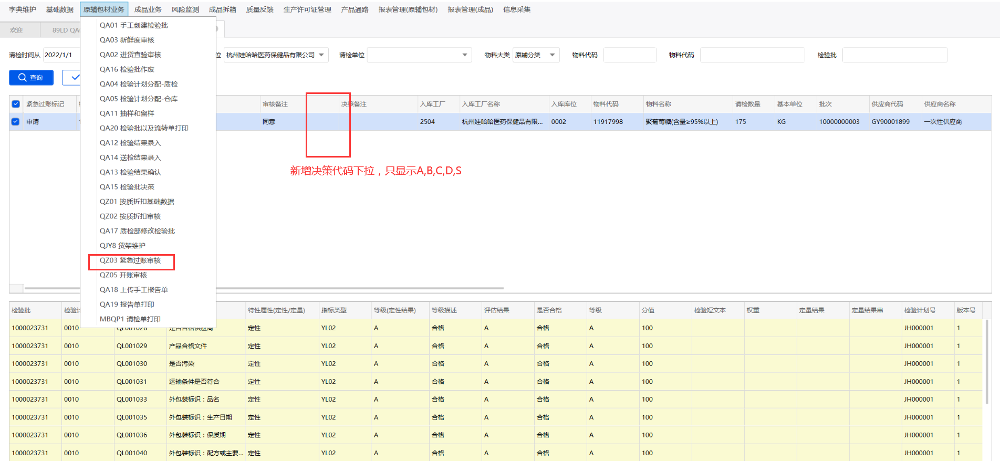 字典维护 基础数据 原辅包材业务 成品业务 风险监测 成品拆箱 质量反馈 生产许可证管理 产品通路 报表管理(原辅包材) 报表管理(成品) 信息采集
欢迎 89LD QA
QA01 手工创建检验批
QA03 新鲜度审核
QA02 进货查验审核
QA16 检验批作废
QA04 检验计划分配-质检
QA05 检验计划分配-仓库
QA11 抽样和留样
QA20 检验批以及流转单打印
QA12 检验结果录入
QA14 送检结果录入
QA13 检验结果确认
QA15 检验批决策
QZ01 按质折扣基础数据
QZ02 按质折扣审核
QA17 质检部修改检验批
QJY8 货架维护
QZ03 紧急过账审核
QZ05 开账审核
QA18 上传手工报告单
QA19 报告单打印
MBQP1 请检单打印
请检时间从 2022/1/1 位 杭州娃哈哈医药保健品有限公司 请检单位 物料大类 原辅分类 物料代码 物料代码 检验批
查询
紧急过账标记 审核备注 决策备注 入库工厂 入库工厂名称 入库库位 物料代码 物料名称 请检数量 基本单位 批次 供应商代码 供应商名称
申请 同意 2504 杭州娃哈哈医药保健品有限... 0002 11917998 聚葡萄糖(含量≥95%以上) 175 KG 10000000003 GY90001899 一次性供应商
新增决策代码下拉，只显示A,B,C,D,S
检验批 检验计 特性属性(定性/定量) 指标类型 等级(定性结果) 等级描述 评估结果 是否合格 等级 分值 检验短文本 权重 定量结果 定量结果串 检验计划号 版本号
1000023731 0010 QL001028 是否合格供应商 定性 YL02 A 合格 A 合格 A 100 JH000001 1
1000023731 0010 QL001029 产品合格文件 定性 YL02 A 合格 A 合格 A 100 JH000001 1
1000023731 0010 QL001030 是否污染 定性 YL02 A 合格 A 合格 A 100 JH000001 1
1000023731 0010 QL001031 运输条件是否符合 定性 YL02 A 合格 A 合格 A 100 JH000001 1
1000023731 0010 QL001033 外包装标识：品名 定性 YL02 A 合格 A 合格 A 100 JH000001 1
1000023731 0010 QL001035 外包装标识：生产日期 定性 YL02 A 合格 A 合格 A 100 JH000001 1
1000023731 0010 QL001036 外包装标识：保质期 定性 YL02 A 合格 A 合格 A 100 JH000001 1
1000023731 0010 QL001040 外包装标识：配方或主要... 定性 YL02 A 合格 A 合格 A 100 JH000001 1